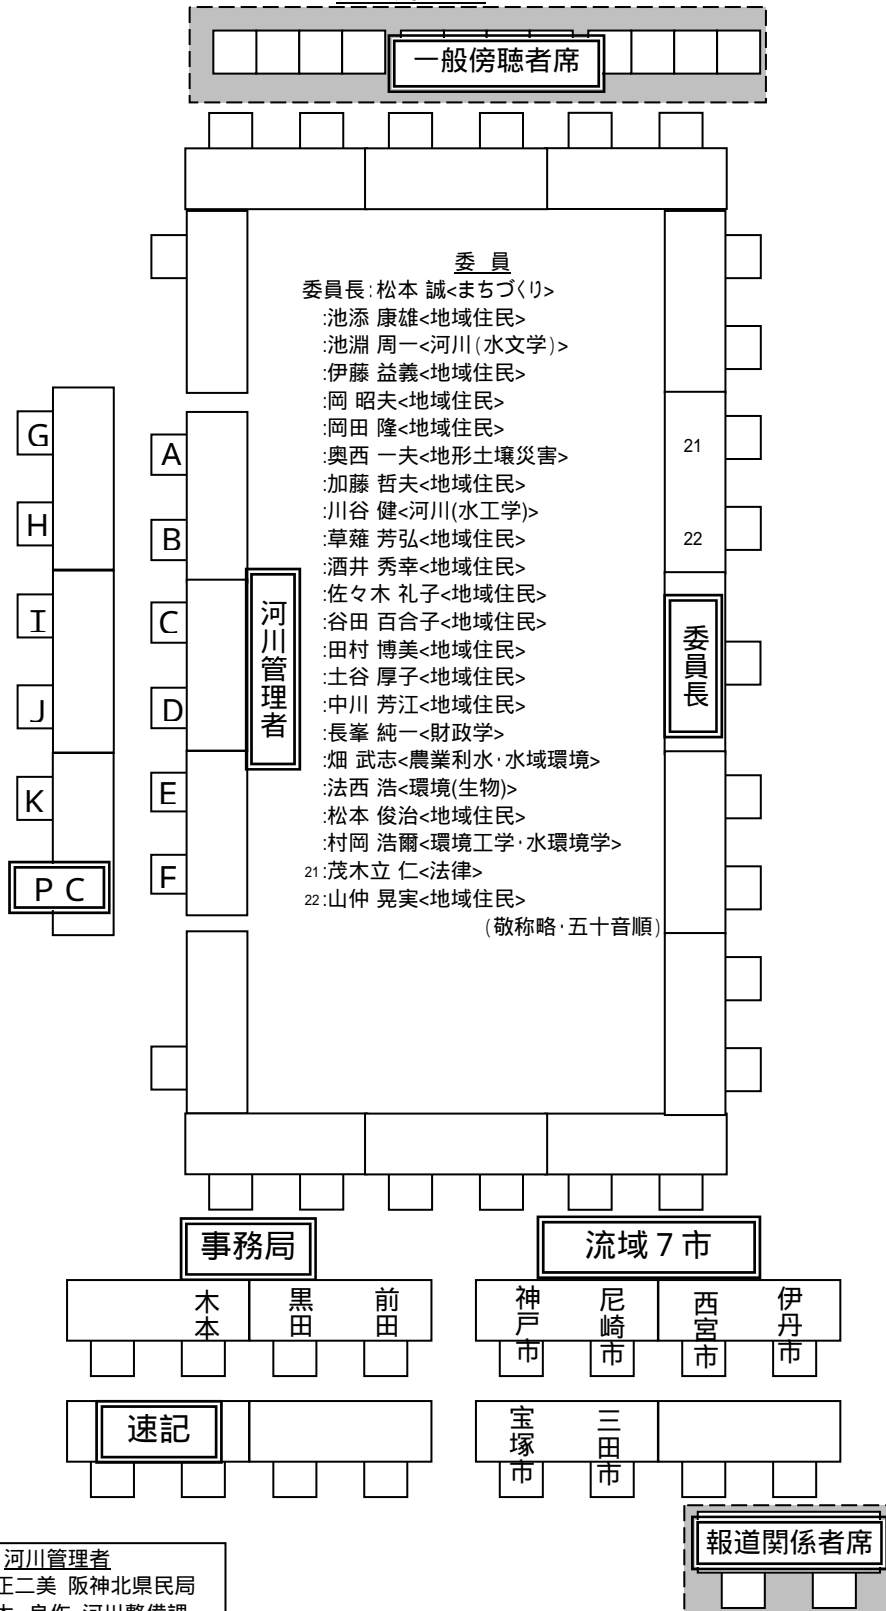 一般傍聴者席
委 員
委員長:松本 誠<まちづくり>
:池添 康雄<地域住民>
:池淵 周一<河川(水文学)>
:伊藤 益義<地域住民>
:岡 昭夫<地域住民>
:岡田 隆<地域住民>
:奥西 一夫<地形土壌災害>
:加藤 哲夫<地域住民>
:川谷 健<河川(水工学)>
:草薙 芳弘<地域住民>
:酒井 秀幸<地域住民>
:佐々木 礼子<地域住民>
:谷田 百合子<地域住民>
:田村 博美<地域住民>
:土谷 厚子<地域住民>
:中川 芳江<地域住民>
:長峯 純一<財政学>
:畑 武志<農業利水・水域環境>
:法西 浩<環境(生物)>
:松本 俊治<地域住民>
:村岡 浩爾<環境工学・水環境学>
21:茂木立 仁<法律>
22:山仲 晃実<地域住民>
(敬称略・五十音順)
G
H
I
J
K
PC
A
B
C
D
E
F
河川管理者
21
22
委員長
事務局
木本
黒田
前田
速記
流域7市
神戸市
尼崎市
西宮市
伊丹市
宝塚市
三田市
報道関係者席
河川管理者
正二美 阪神北県民局